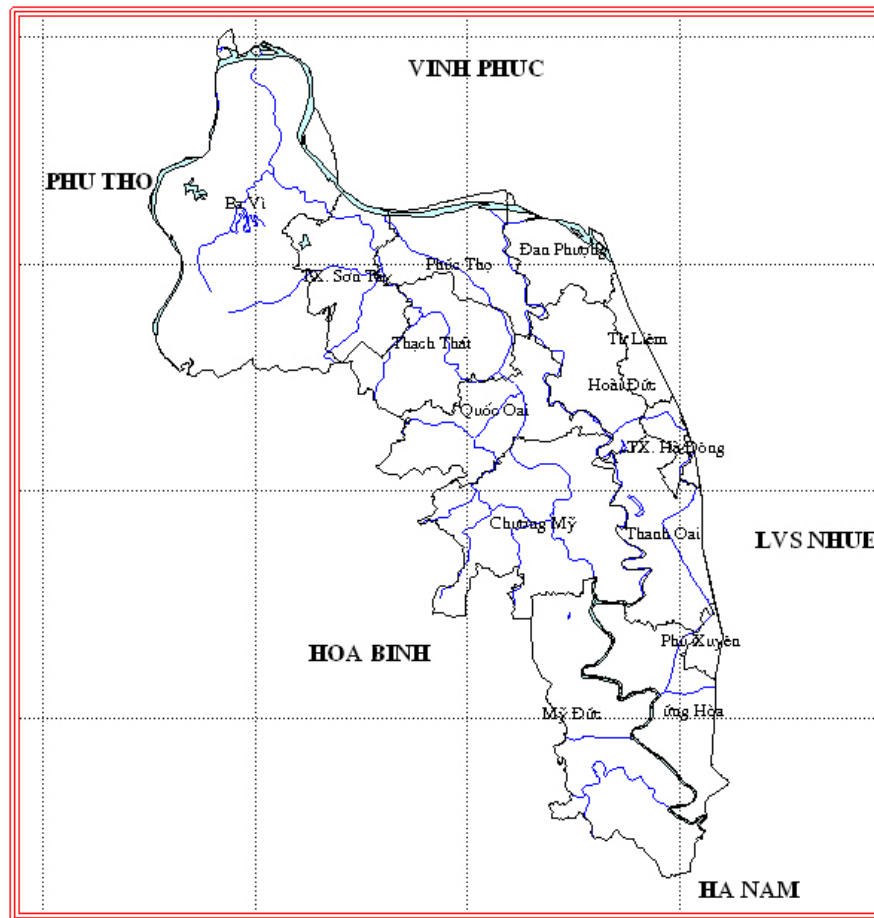 VINH PHUC
PHU THO
Ba Vì
Đan Phượng
Phúc Thọ
TX. Sơn Tây
Từ Liêm
Thạch Thất
Hoài Đức
Quốc Oai
TX. Hà Đông
Chương Mỹ
Thanh Oai
LVS NHUE
Phú Xuyên
HOA BINH
Mỹ Đức
ứng Hòa
HA NAM